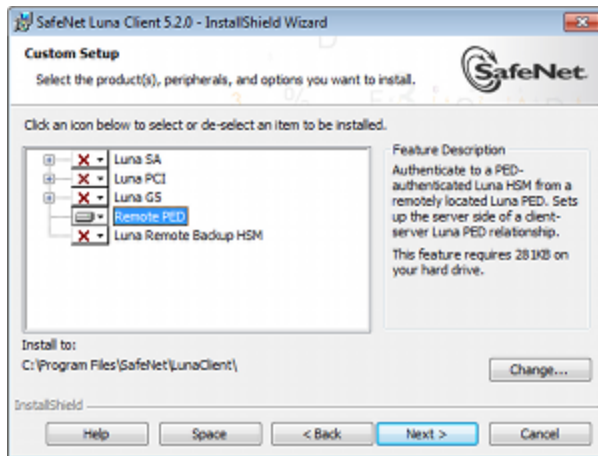 SafeNet Luna Client 5.2.0 - InstallShield Wizard
Custom Setup
Select the product(s), peripherals, and options you want to install.
SafeNet.
Click an icon below to select or de-select an item to be installed.
Luna SA
Luna PCI
Luna G5
Remote PED
Luna Remote Backup HSM
Feature Description
Authenticate to a PED-
authenticated Luna HSM from a
remotely located Luna PED. Sets
up the server side of a client-
server Luna PED relationship.
This feature requires 281KB on
your hard drive.
Install to:
C:\Program Files\SafeNet\LunaClient\
Change...
InstallShield
Help
Space
< Back
Next >
Cancel